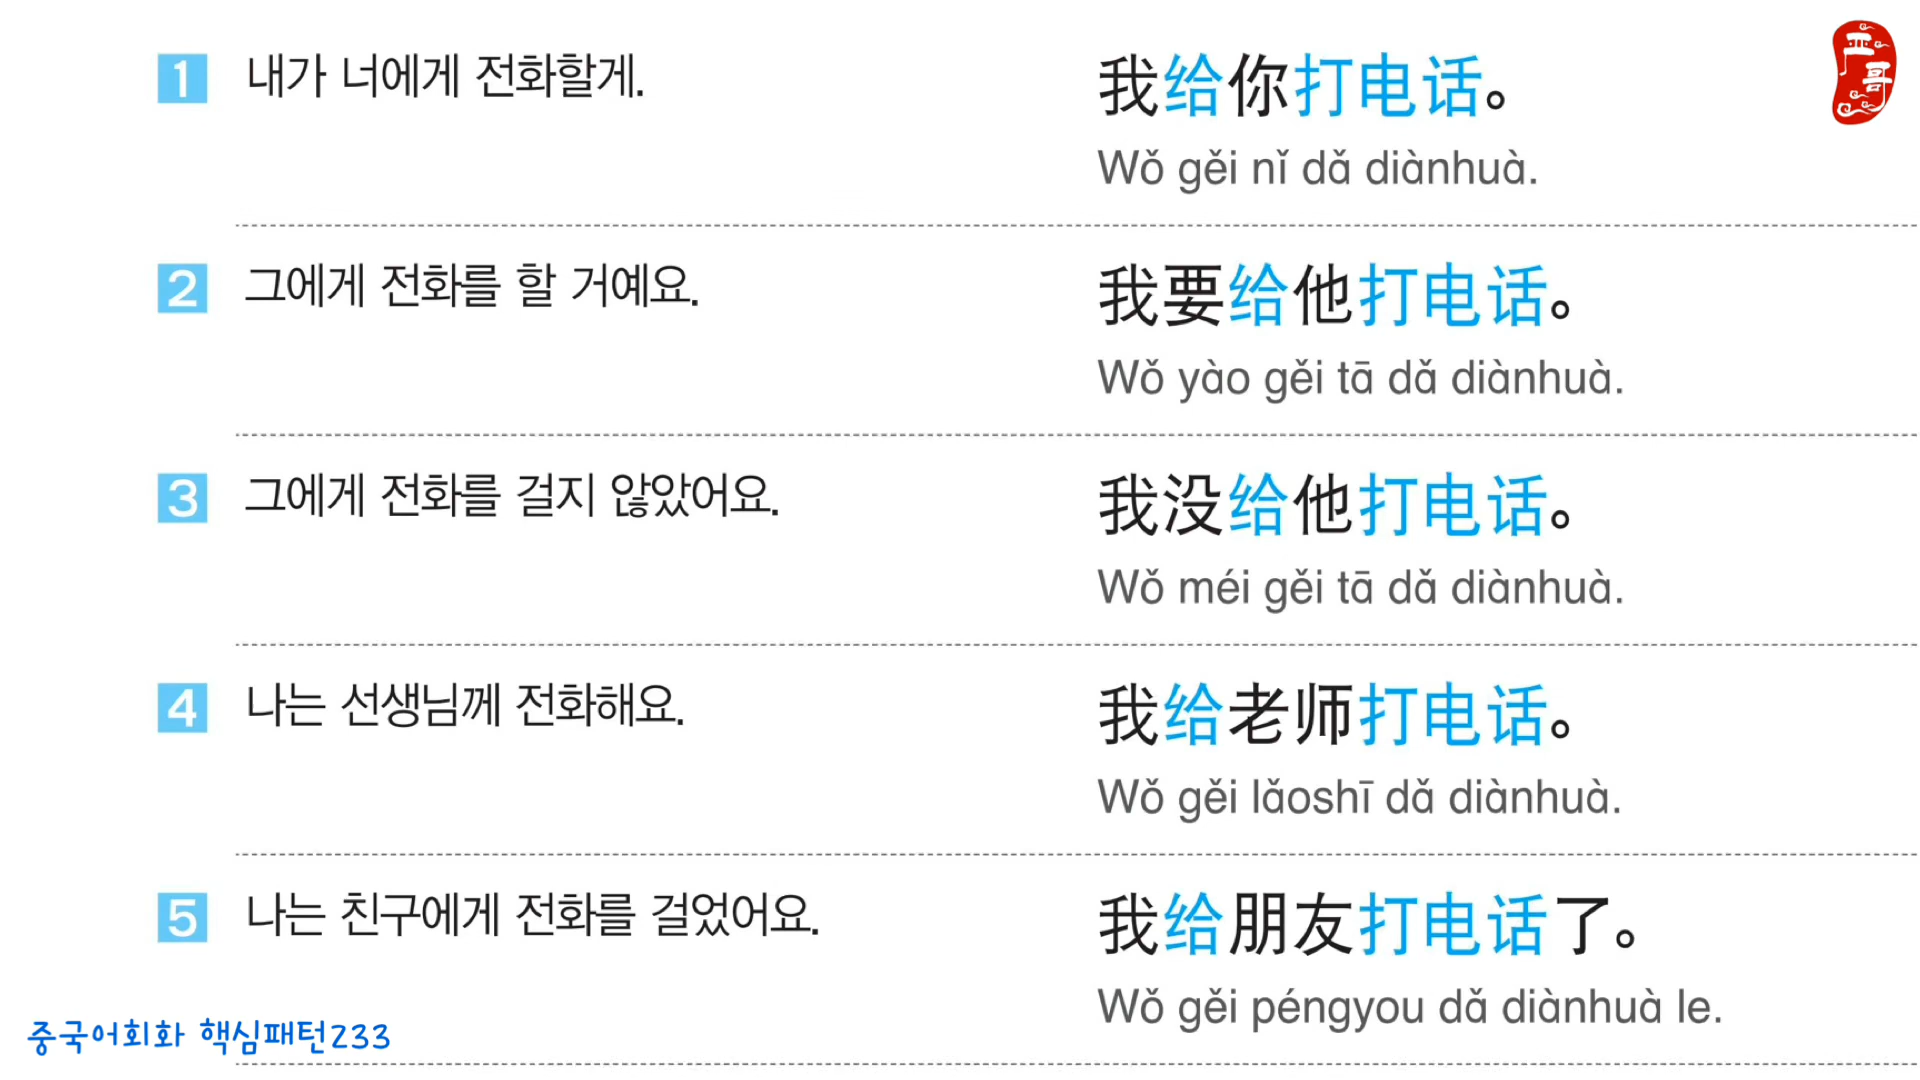 1 내가 너에게 전화할게. 我给你打电话。
Wǒ gěi nǐ dǎ diànhuà.
2 그에게 전화를 할 거예요. 我要给他打电话。
Wǒ yào gěi tā dǎ diànhuà.
3 그에게 전화를 걸지 않았어요. 我没给他打电话。
Wǒ méi gěi tā dǎ diànhuà.
4 나는 선생님께 전화해요. 我给老师打电话。
Wǒ gěi lǎoshī dǎ diànhuà.
5 나는 친구에게 전화를 걸었어요. 我给朋友打电话了。
Wǒ gěi péngyou dǎ diànhuà le.
중국어회화 핵심패턴233